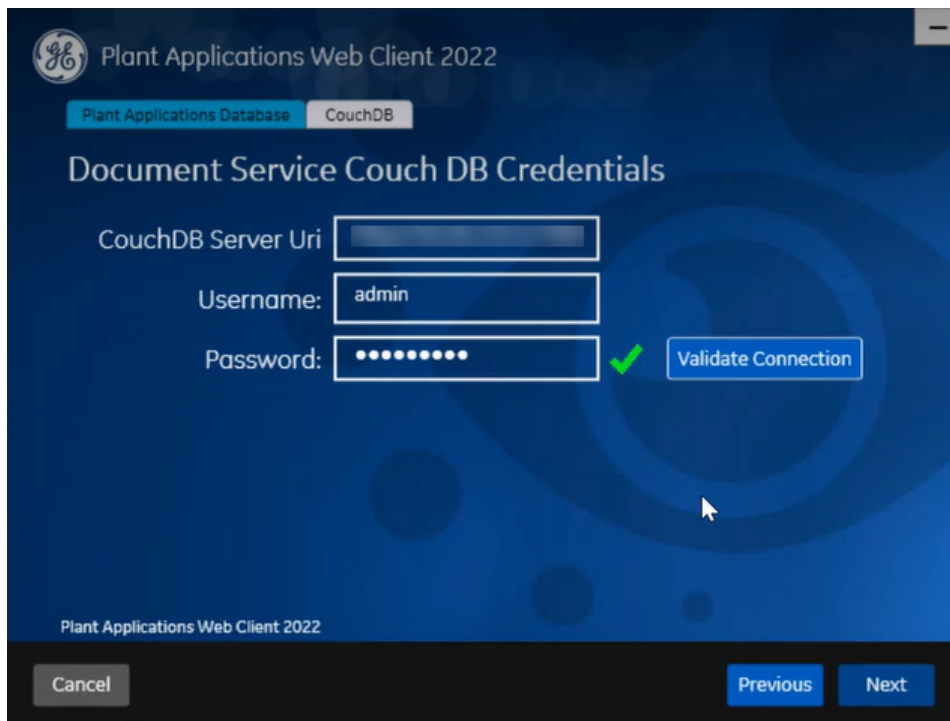 Plant Applications Web Client 2022
Plant Applications Database CouchDB
Document Service Couch DB Credentials
CouchDB Server Uri
Username: admin
Password: •••••••••
Validate Connection
Plant Applications Web Client 2022
Cancel Previous Next